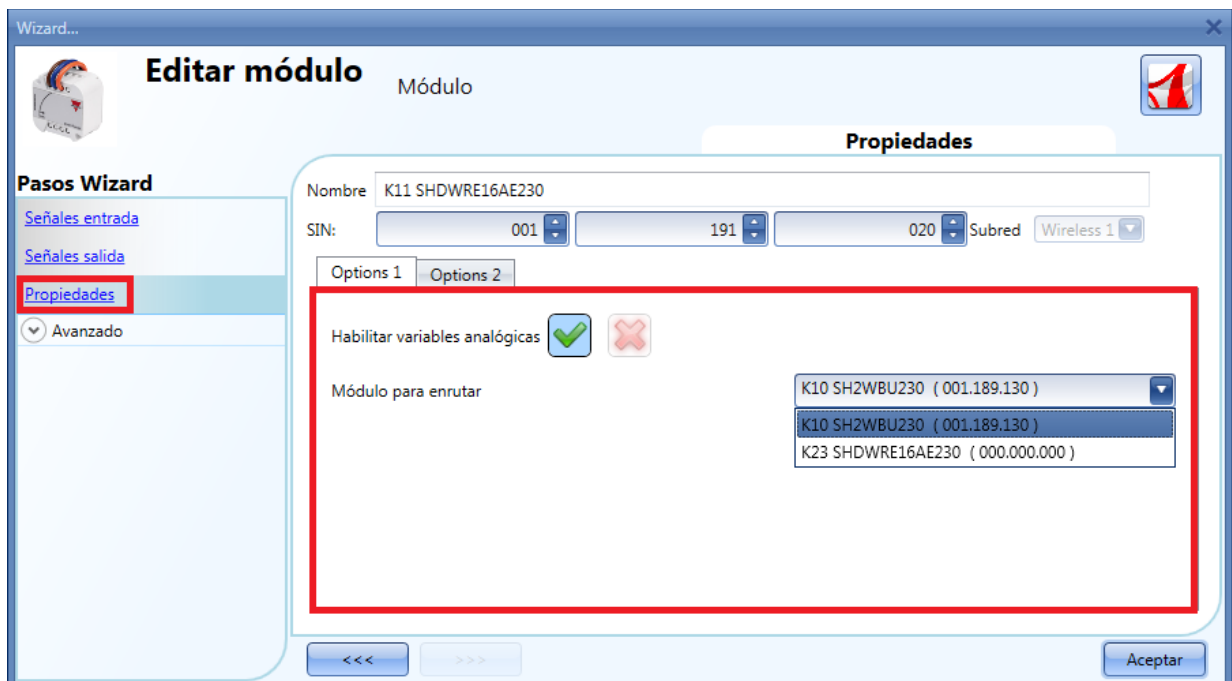 Wizard...
Editar módulo
Módulo
Propiedades
Pasos Wizard
Señales entrada
Señales salida
Propiedades
Avanzado
Nombre K11 SHDWRE16AE230
SIN: 001 191 020 Subred Wireless 1
Options 1 Options 2
Habilitar variables analógicas
Módulo para enrutar K10 SH2WBU230 ( 001.189.130 )
K10 SH2WBU230 ( 001.189.130 )
K23 SHDWRE16AE230 ( 000.000.000 )
<<< >>> Aceptar